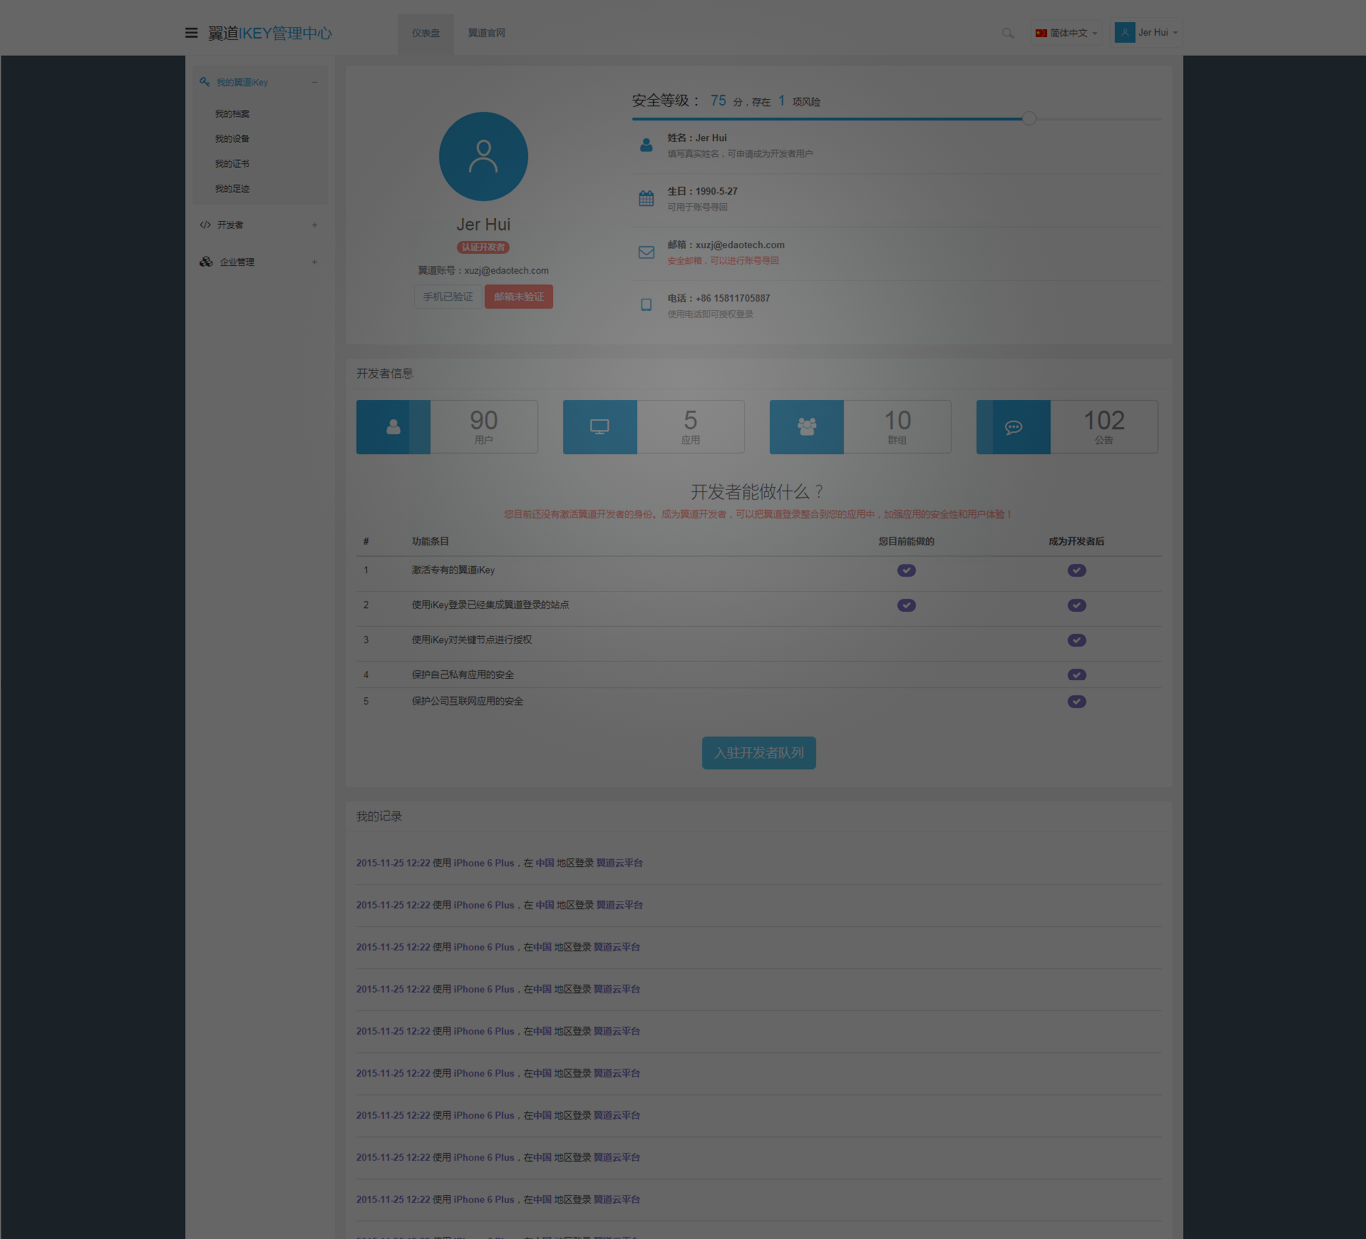 翼道IKEY管理中心
仪表盘
翼道官网
简体中文
Jer Hui
我的翼道iKey
我的档案
我的设备
我的证书
我的足迹
开发者
企业管理
Jer Hui
认证开发者
翼道账号：xuzj@edaotech.com
手机已验证
邮箱未验证
安全等级： 75 分，存在 1 项风险
姓名：Jer Hui
填写真实姓名，可申请成为开发者用户
生日：1990-5-27
可用于账号寻回
邮箱：xuzj@edaotech.com
安全邮箱，可以进行账号寻回
电话：+86 15811705887
使用电话即可授权登录
开发者信息
90
用户
5
应用
10
群组
102
公告
开发者能做什么？
您目前还没有激活翼道开发者的身份。成为翼道开发者，可以把翼道登录整合到您的应用中，加强应用的安全性和用户体验！
# 功能条目 您目前能做的 成为开发者后
1 激活专有的翼道iKey
2 使用iKey登录已经集成翼道登录的站点
3 使用iKey对关键节点进行授权
4 保护自己私有应用的安全
5 保护公司互联网应用的安全
入驻开发者队列
我的记录
2015-11-25 12:22 使用 iPhone 6 Plus，在 中国 地区登录 翼道云平台
2015-11-25 12:22 使用 iPhone 6 Plus，在 中国 地区登录 翼道云平台
2015-11-25 12:22 使用 iPhone 6 Plus，在中国 地区登录 翼道云平台
2015-11-25 12:22 使用 iPhone 6 Plus，在中国 地区登录 翼道云平台
2015-11-25 12:22 使用 iPhone 6 Plus，在中国 地区登录 翼道云平台
2015-11-25 12:22 使用 iPhone 6 Plus，在中国 地区登录 翼道云平台
2015-11-25 12:22 使用 iPhone 6 Plus，在中国 地区登录 翼道云平台
2015-11-25 12:22 使用 iPhone 6 Plus，在中国 地区登录 翼道云平台
2015-11-25 12:22 使用 iPhone 6 Plus，在中国 地区登录 翼道云平台